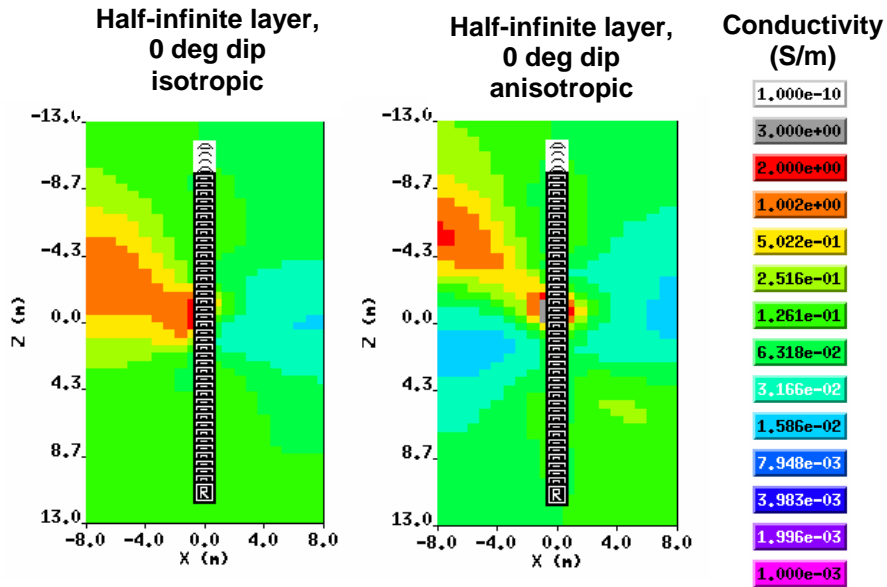 Half-infinite layer,
0 deg dip
isotropic
Half-infinite layer,
0 deg dip
anisotropic
Conductivity
(S/m)
-13.0
-8.7
-4.3
0.0
4.3
8.7
13.0
Z (m)
-8.0
-4.0
0.0
4.0
8.0
X (m)
R
-13.0
-8.7
-4.3
0.0
4.3
8.7
13.0
Z (m)
-8.0
-4.0
0.0
4.0
8.0
X (m)
R
1.000e-10
3.000e+00
2.000e+00
1.002e+00
5.022e-01
2.516e-01
1.261e-01
6.318e-02
3.166e-02
1.586e-02
7.948e-03
3.983e-03
1.996e-03
1.000e-03